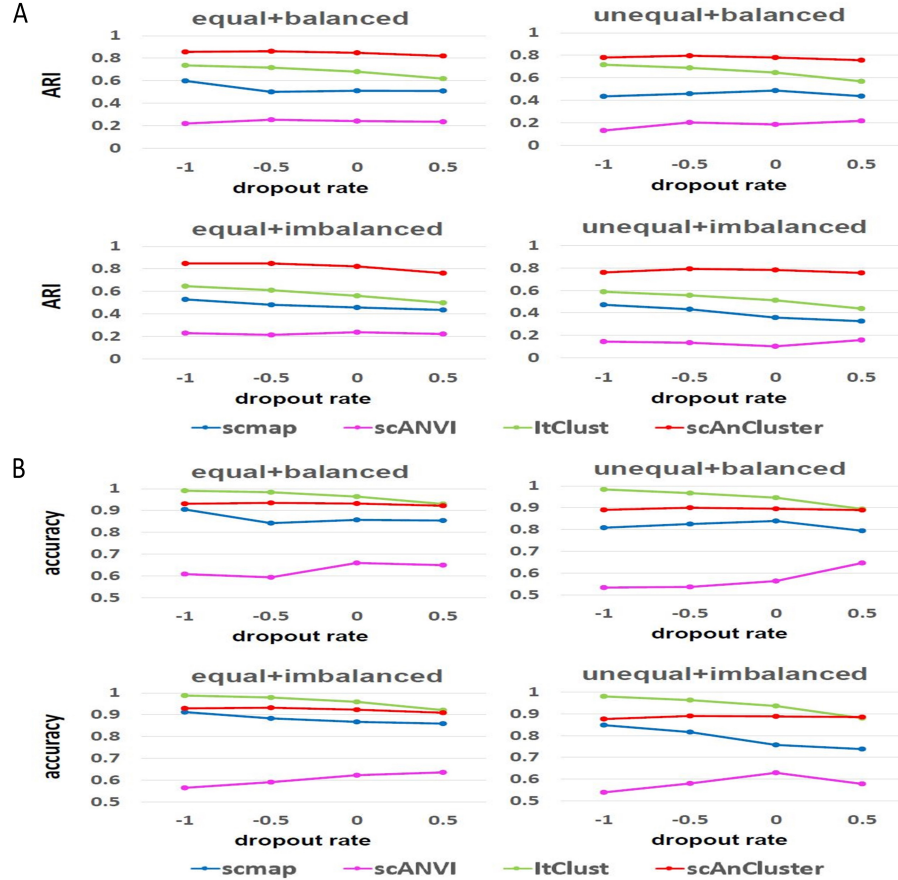 A
equal+balanced
unequal+balanced
ARI
1
0.8
0.6
0.4
0.2
0
-1 -0.5 0 0.5
dropout rate
1
0.8
0.6
0.4
0.2
0
-1 -0.5 0 0.5
dropout rate
equal+imbalanced
unequal+imbalanced
ARI
1
0.8
0.6
0.4
0.2
0
-1 -0.5 0 0.5
dropout rate
1
0.8
0.6
0.4
0.2
0
-1 -0.5 0 0.5
dropout rate
scmap scANVI ItClust scAnCluster
B
equal+balanced
unequal+balanced
accuracy
1
0.9
0.8
0.7
0.6
0.5
-1 -0.5 0 0.5
dropout rate
1
0.9
0.8
0.7
0.6
0.5
-1 -0.5 0 0.5
dropout rate
equal+imbalanced
unequal+imbalanced
accuracy
1
0.9
0.8
0.7
0.6
0.5
-1 -0.5 0 0.5
dropout rate
1
0.9
0.8
0.7
0.6
0.5
-1 -0.5 0 0.5
dropout rate
scmap scANVI ItClust scAnCluster